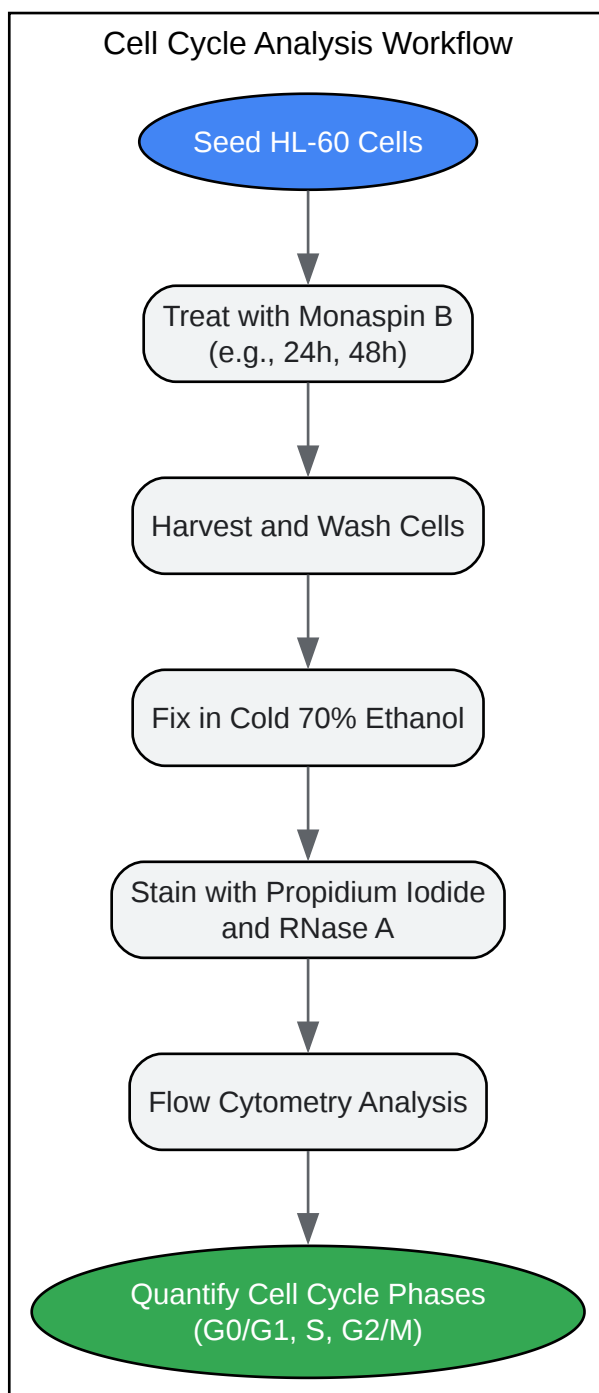 Cell Cycle Analysis Workflow
Seed HL-60 Cells
Treat with Monaspin B
(e.g., 24h, 48h)
Harvest and Wash Cells
Fix in Cold 70% Ethanol
Stain with Propidium Iodide
and RNase A
Flow Cytometry Analysis
Quantify Cell Cycle Phases
(G0/G1, S, G2/M)